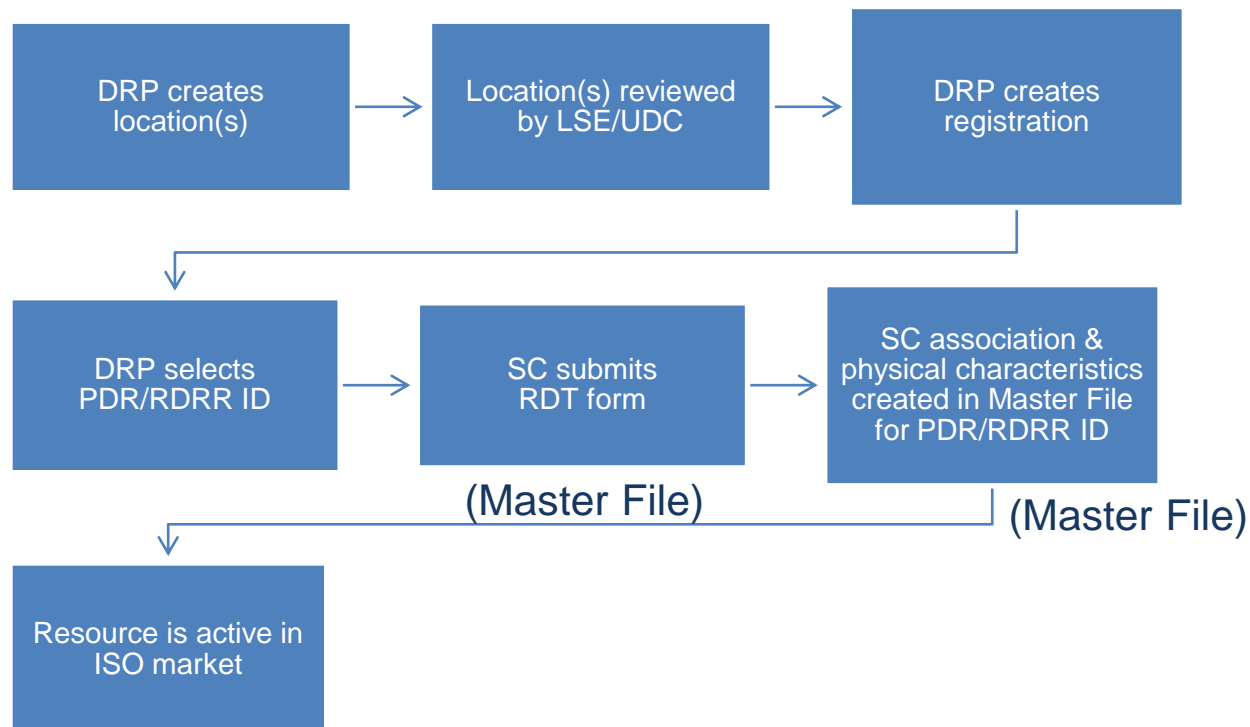 DRP creates
location(s)
Location(s) reviewed
by LSE/UDC
DRP creates
registration
DRP selects
PDR/RDRR ID
SC submits
RDT form
SC association &
physical characteristics
created in Master File
for PDR/RDRR ID
(Master File)
(Master File)
Resource is active in
ISO market